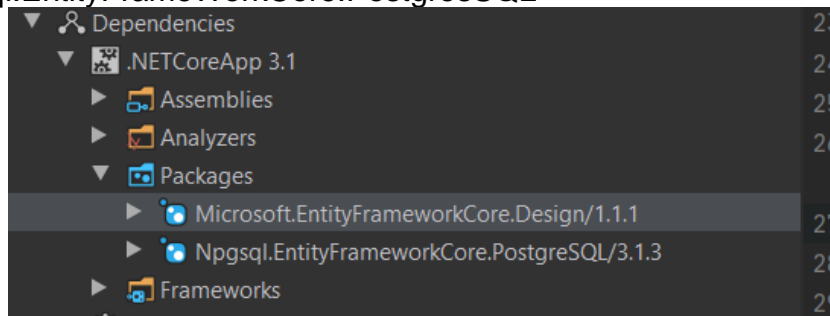 Dependencies
.NETCoreApp 3.1
Assemblies
Analyzers
Packages
Microsoft.EntityFrameworkCore.Design/1.1.1
Npgsql.EntityFrameworkCore.PostgreSQL/3.1.3
Frameworks